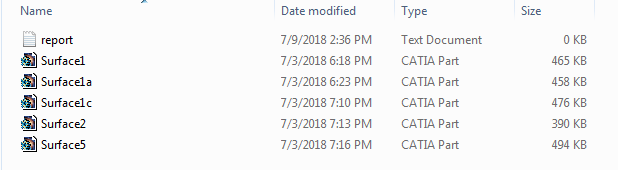 Name Date modified Type Size
report 7/9/2018 2:36 PM Text Document 0 KB
Surface1 7/3/2018 6:18 PM CATIA Part 465 KB
Surface1a 7/3/2018 6:23 PM CATIA Part 458 KB
Surface1c 7/3/2018 7:10 PM CATIA Part 476 KB
Surface2 7/3/2018 7:13 PM CATIA Part 390 KB
Surface5 7/3/2018 7:16 PM CATIA Part 494 KB